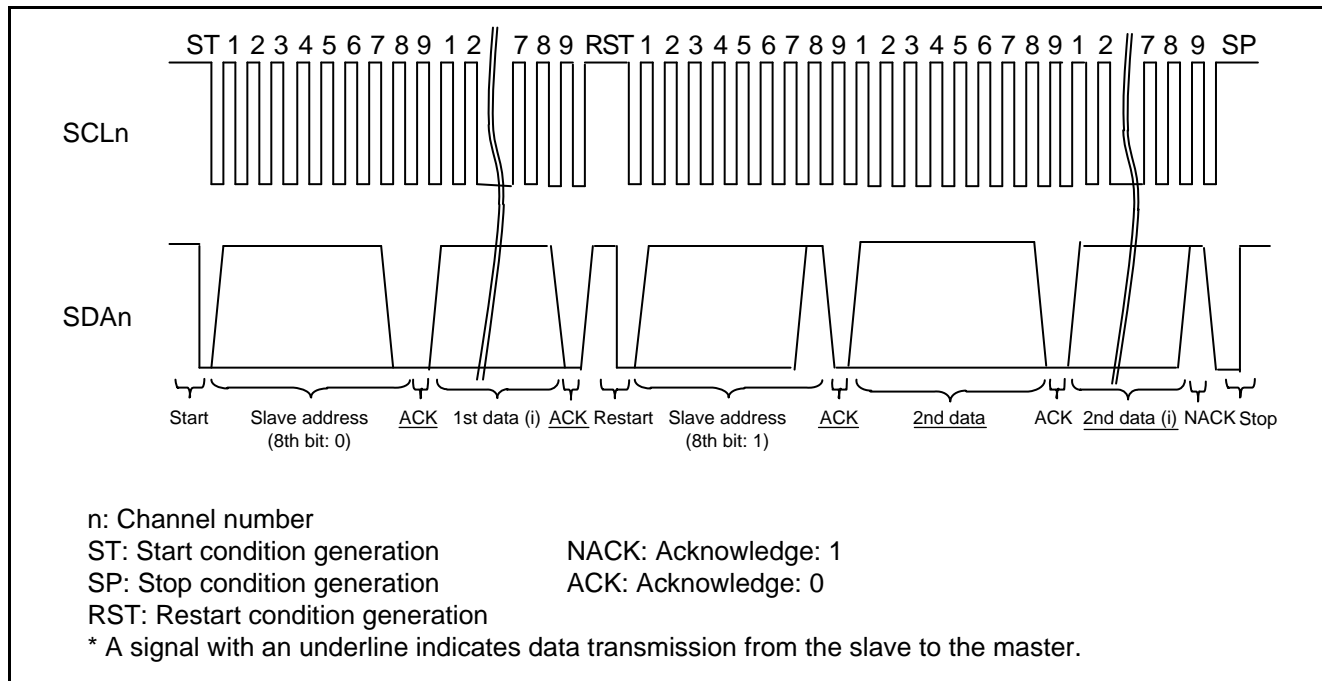 ST 1 2 3 4 5 6 7 8 9 1 2 7 8 9 RST 1 2 3 4 5 6 7 8 9 1 2 3 4 5 6 7 8 9 1 2 7 8 9 SP
SCLn
SDAn
Start Slave address ACK 1st data (i) ACK Restart Slave address ACK 2nd data ACK 2nd data (i) NACK Stop
(8th bit: 0) (8th bit: 1)
n: Channel number
ST: Start condition generation NACK: Acknowledge: 1
SP: Stop condition generation ACK: Acknowledge: 0
RST: Restart condition generation
* A signal with an underline indicates data transmission from the slave to the master.